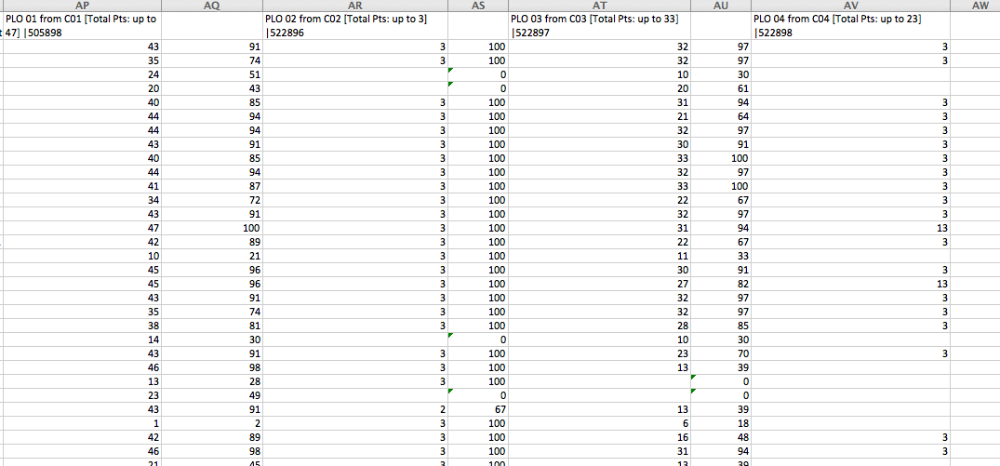 AP AQ AR AS AT AU AV AW
PLO 01 from C01 [Total Pts: up to PLO 02 from C02 [Total Pts: up to 3] PLO 03 from C03 [Total Pts: up to 33] PLO 04 from C04 [Total Pts: up to 23]
t 47] |505898 |522896 |522897 |522898
43 91 3 100 32 97 3
35 74 3 100 32 97 3
24 51 0 10 30
20 43 0 20 61
40 85 3 100 31 94 3
44 94 3 100 21 64 3
44 94 3 100 32 97 3
43 91 3 100 30 91 3
40 85 3 100 33 100 3
44 94 3 100 32 97 3
41 87 3 100 33 100 3
34 72 3 100 22 67 3
43 91 3 100 32 97 3
47 100 3 100 31 94 13
42 89 3 100 22 67 3
10 21 3 100 11 33
45 96 3 100 30 91 3
45 96 3 100 27 82 13
43 91 3 100 32 97 3
35 74 3 100 32 97 3
38 81 3 100 28 85 3
14 30 0 10 30
43 91 3 100 23 70 3
46 98 3 100 13 39
13 28 3 100 0
23 49 0 0
43 91 2 67 13 39
1 2 3 100 6 18
42 89 3 100 16 48 3
46 98 3 100 31 94 3
21 45 3 100 13 39